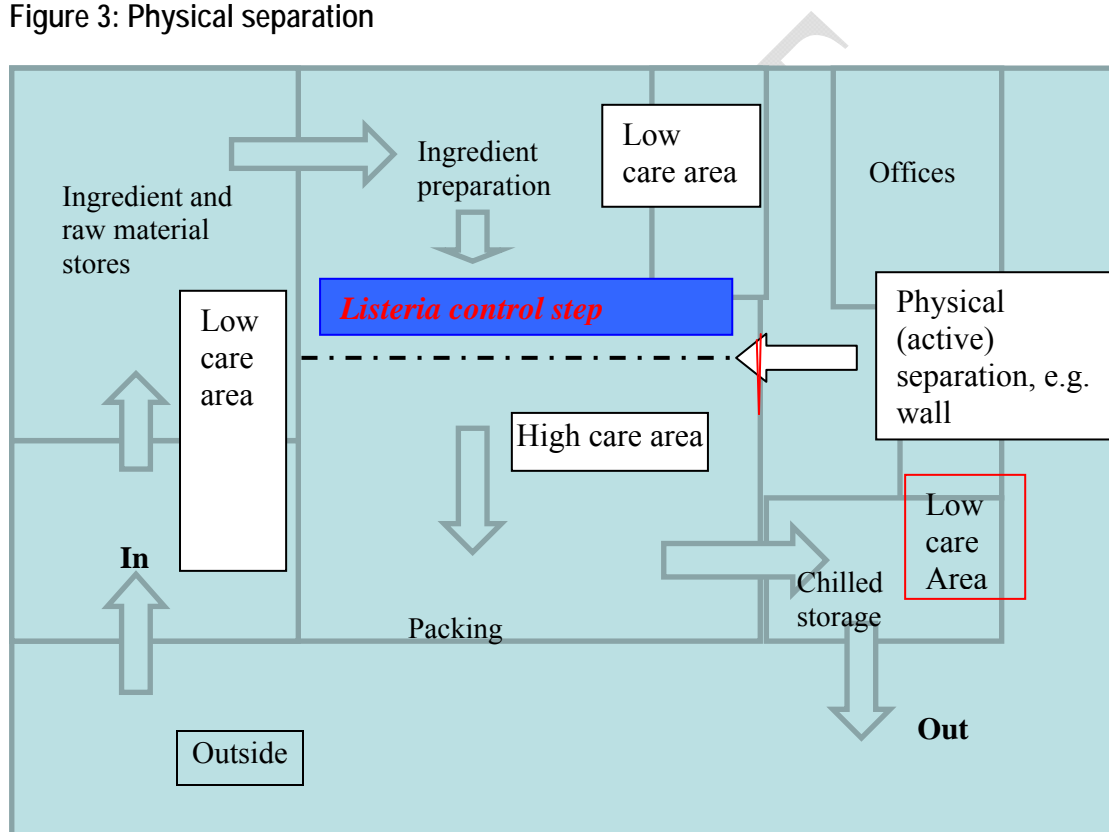 Figure 3: Physical separation
Low
care area
Ingredient
preparation
Offices
Ingredient and
raw material
stores
Listeria control step
Physical
(active)
separation, e.g.
wall
Low
care
area
High care area
In
Low
care
Area
Chilled
storage
Packing
Out
Outside